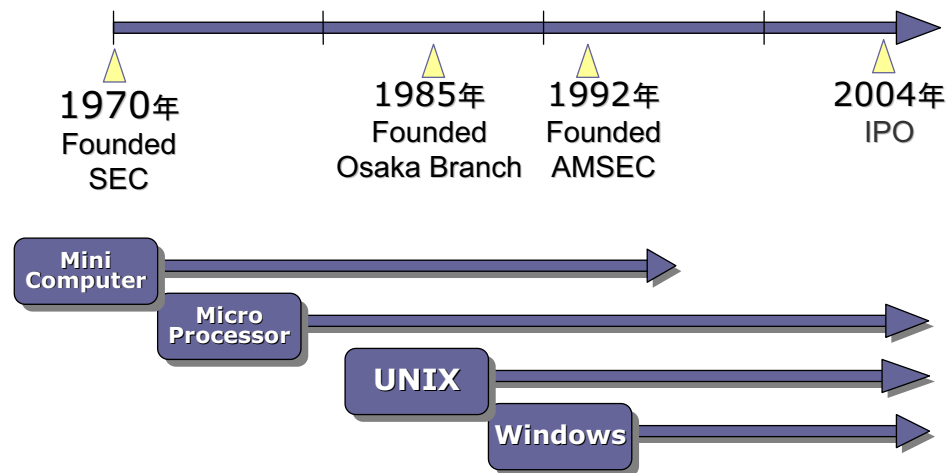 1970年
Founded
SEC
1985年
Founded
Osaka Branch
1992年
Founded
AMSEC
2004年
IPO
Mini
Computer
Micro
Processor
UNIX
Windows